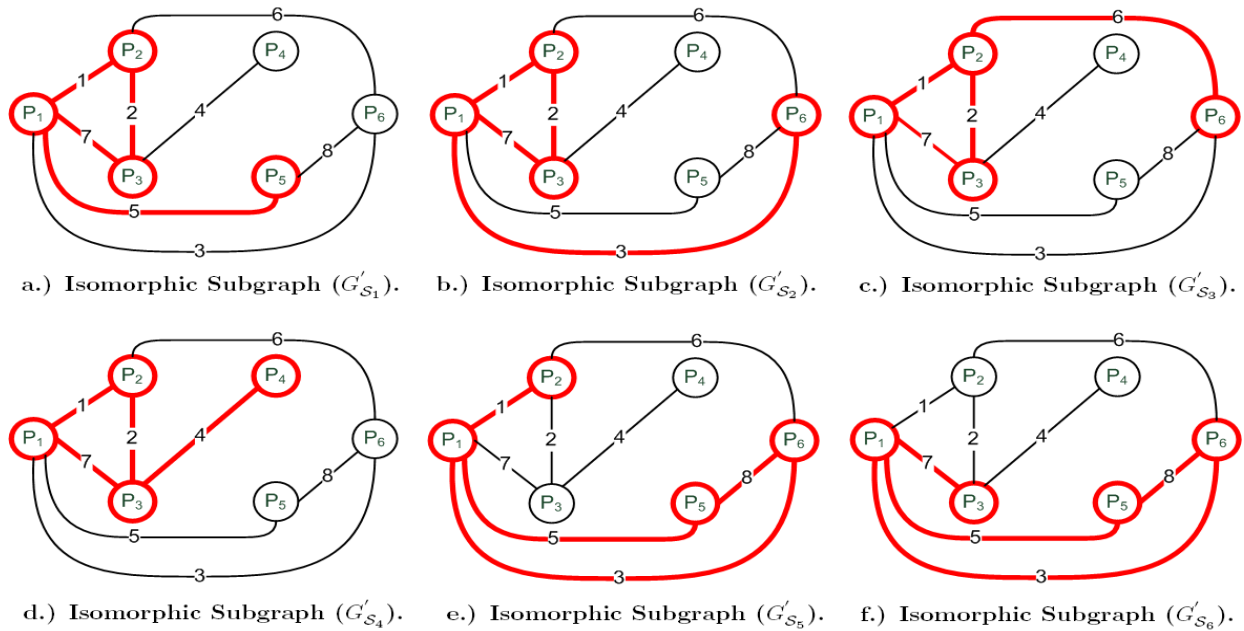 6
P2 P4
1
P1 2 4 P6
7 8
P3 P5
5
3
a.) Isomorphic Subgraph (G'S1).
6
P2 P4
1
P1 2 4 P6
7 8
P3 P5
5
3
b.) Isomorphic Subgraph (G'S2).
6
P2 P4
1
P1 2 4 P6
7 8
P3 P5
5
3
c.) Isomorphic Subgraph (G'S3).
6
P2 P4
1
P1 2 4 P6
7 8
P3 P5
5
3
d.) Isomorphic Subgraph (G'S4).
6
P2 P4
1
P1 2 4 P6
7 8
P3 P5
5
3
e.) Isomorphic Subgraph (G'S5).
6
P2 P4
1
P1 2 4 P6
7 8
P3 P5
5
3
f.) Isomorphic Subgraph (G'S6).